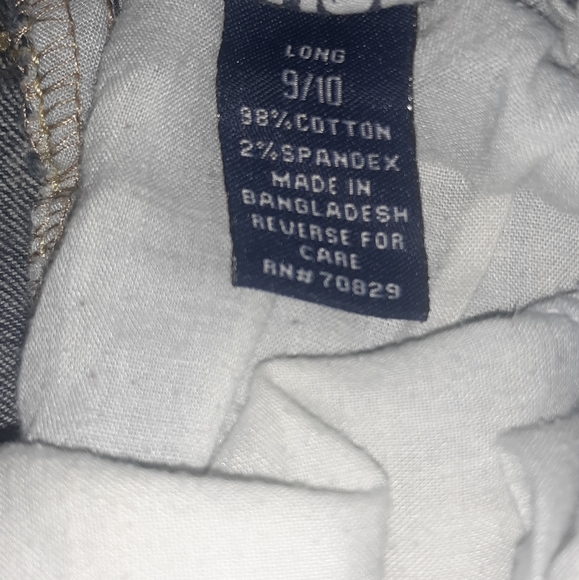 LONG
9/10
98% COTTON
2% SPANDEX
MADE IN
BANGLADESH
REVERSE FOR
CARE
RN# 70829